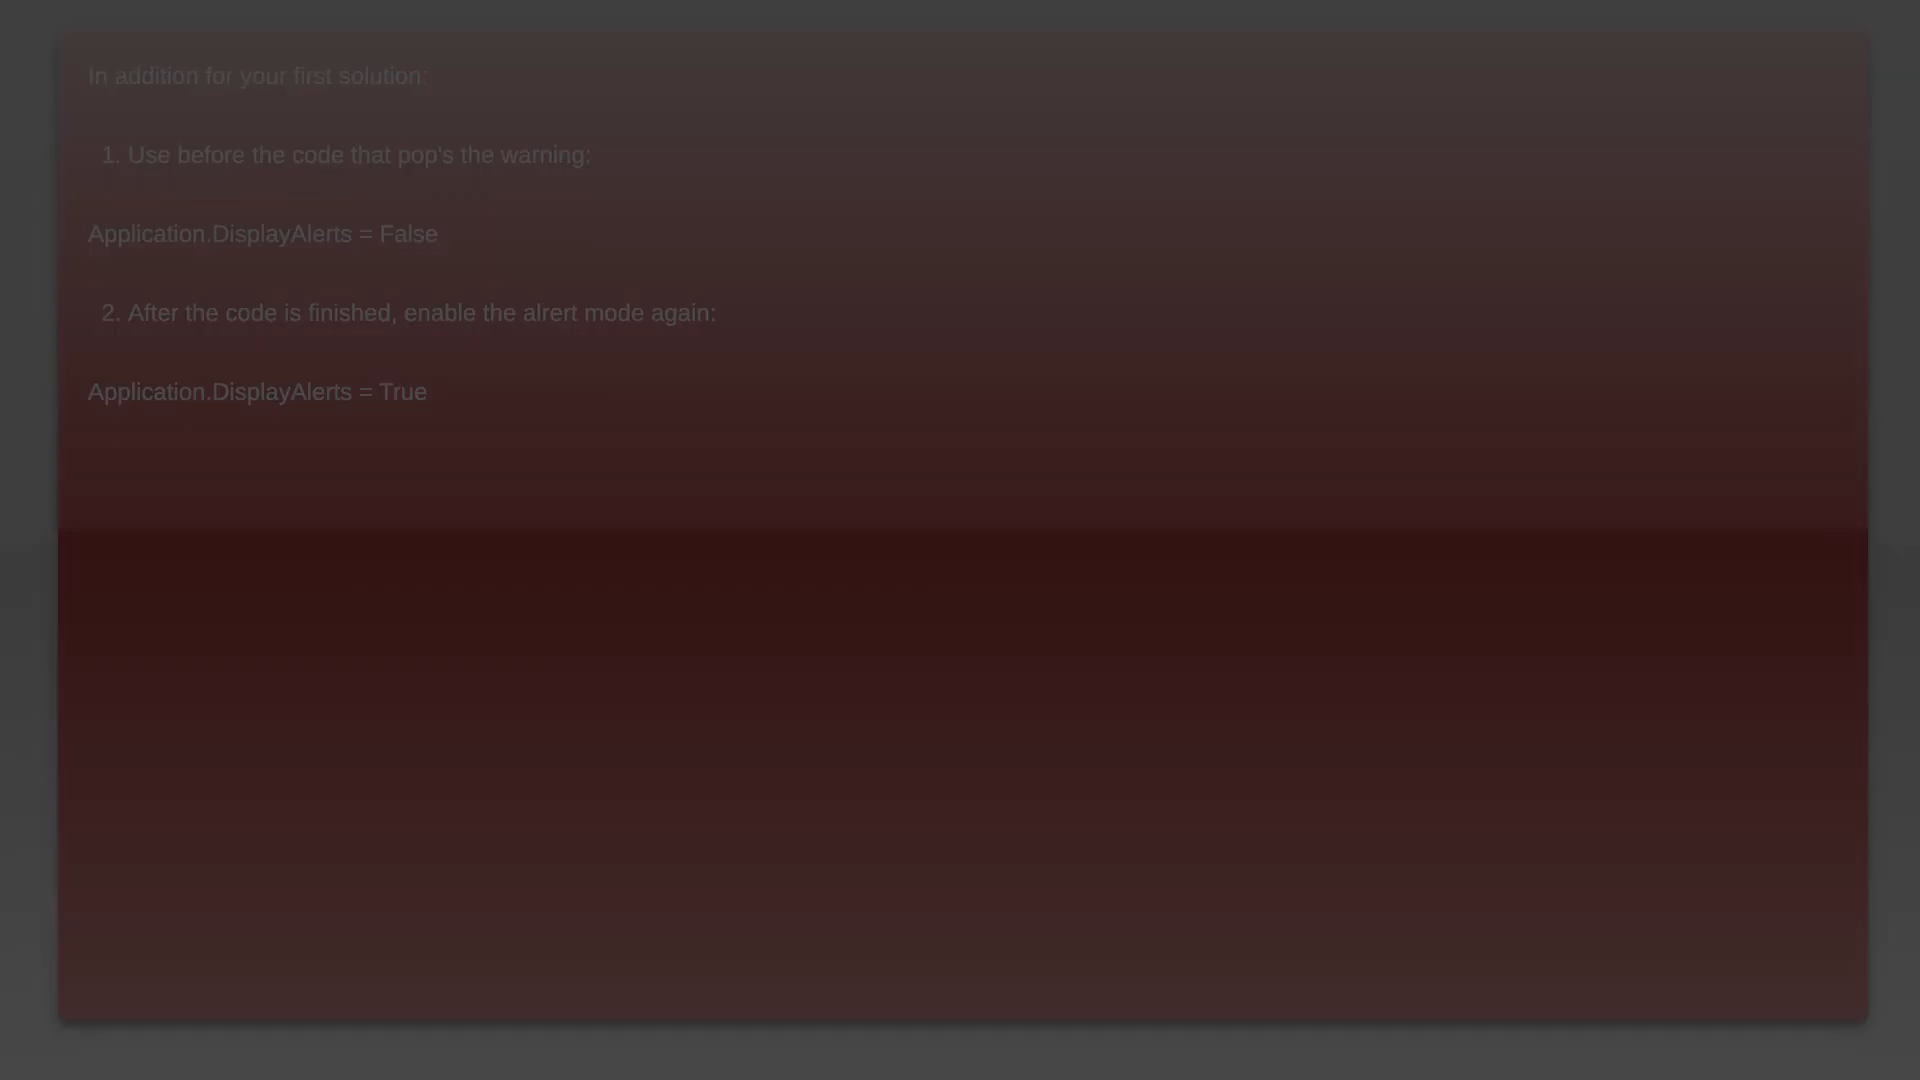 In addition for your first solution:
1. Use before the code that pop's the warning:
Application.DisplayAlerts = False
2. After the code is finished, enable the alrert mode again:
Application.DisplayAlerts = True